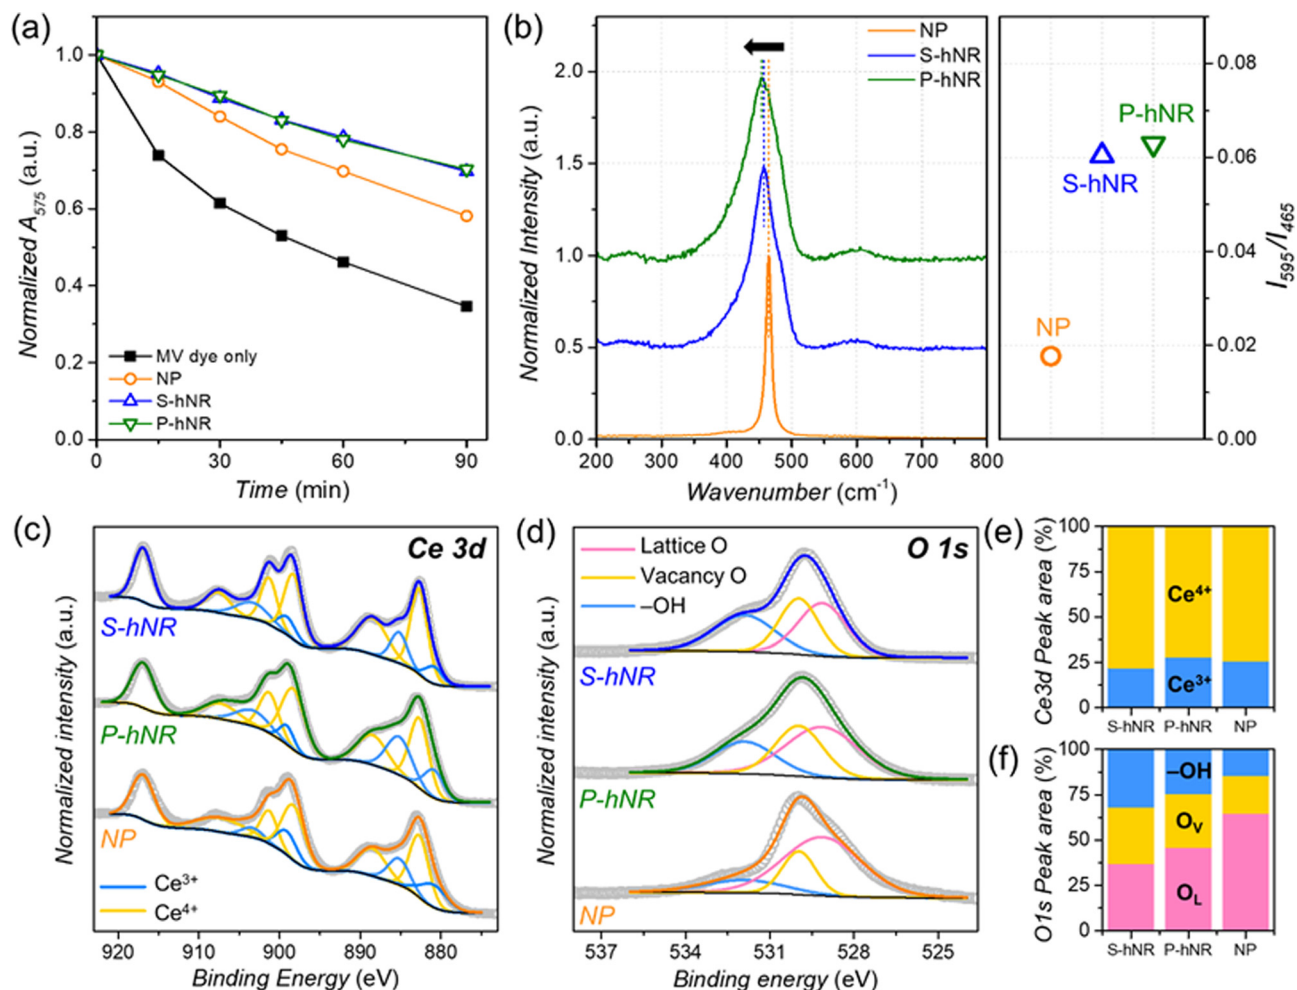 (a)
Normalized A575 (a.u.)
1.0
0.8
0.6
0.4
0.2
0.0
MV dye only
NP
S-hNR
P-hNR
0 30 60 90
Time (min)
(b)
Normalized Intensity (a.u.)
2.0
1.5
1.0
0.5
0.0
NP
S-hNR
P-hNR
200 300 400 500 600 700 800
Wavenumber (cm-1)
P-hNR
S-hNR
NP
0.08
0.06
0.04
0.02
0.00
I595/I465
(c)
Ce 3d
Normalized intensity (a.u.)
S-hNR
P-hNR
NP
Ce3+
Ce4+
920 910 900 890 880
Binding Energy (eV)
(d)
O 1s
Normalized intensity (a.u.)
Lattice O
Vacancy O
–OH
S-hNR
P-hNR
NP
537 534 530 528 525
Binding energy (eV)
(e)
Ce3d Peak area (%)
100
75
50
25
0
Ce4+
Ce3+
S-hNR P-hNR NP
(f)
O1s Peak area (%)
100
75
50
25
0
–OH
OV
OL
S-hNR P-hNR NP